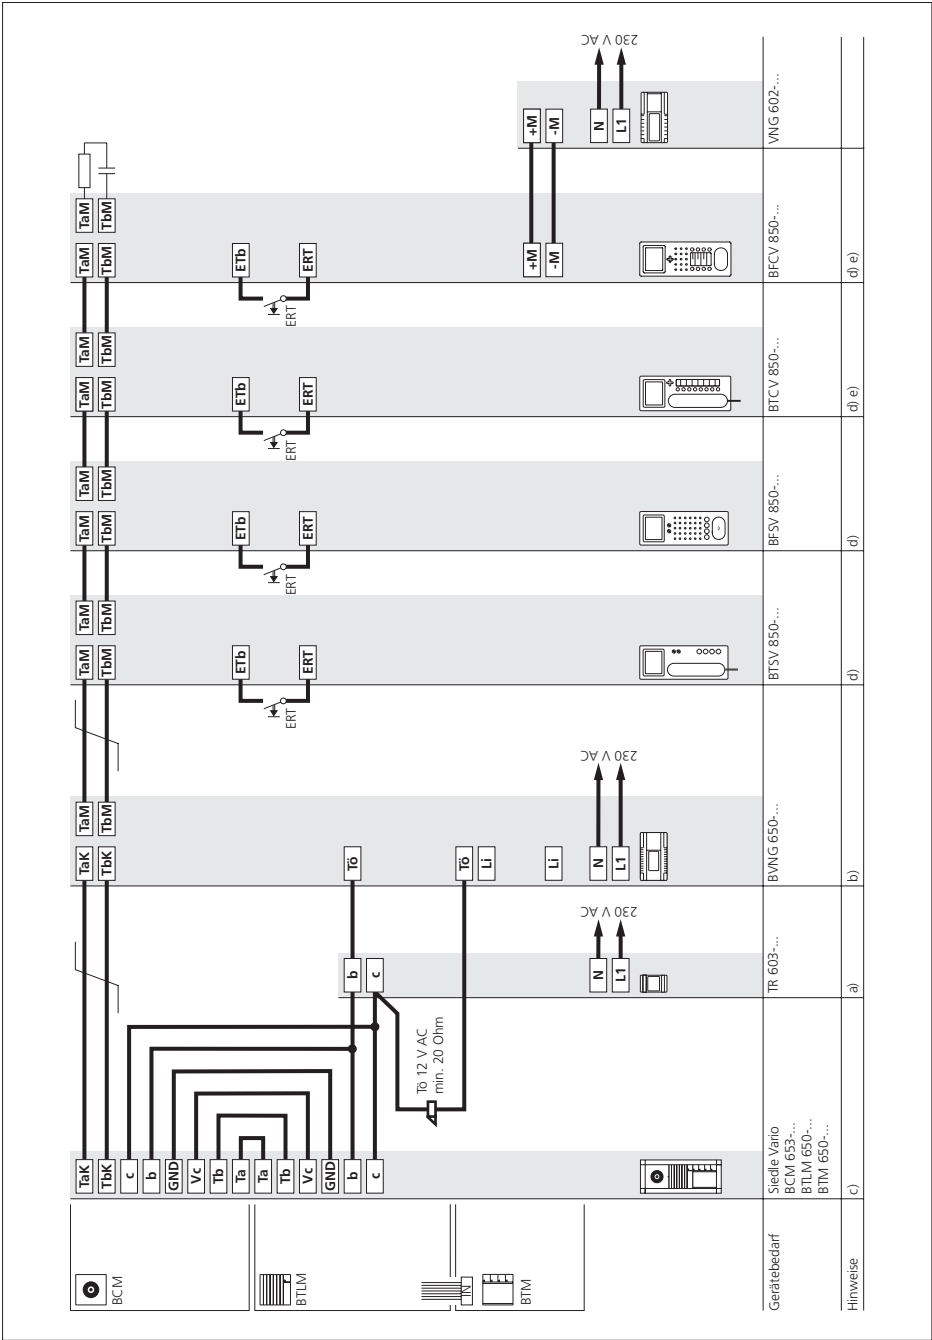 TaK TaK TaM TaM TaM TaM TaM TaM TaM TaM TaM
TbK TbK TbM TbM TbM TbM TbM TbM TbM TbM TbM
BCM
c
b
GND
Vc
Tb
Ta ETb ETb ETb ETb
Ta
Tb ERT ERT ERT ERT
BTLM
Vc ERT ERT ERT ERT
GND
b b Tö
c c
Tö 12 V AC
min. 20 Ohm
IN Tö
Li
BTM
+M +M
Li -M -M
N N N
L1 L1 L1
230 V AC 230 V AC 230 V AC
Gerätebedarf
Siedle Vario
BCM 653-...
BTLM 650-...
BTM 650-...
TR 603-...
BVNG 650-...
BTSV 850-...
BFSV 850-...
BTCV 850-...
BFCV 850-...
VNG 602-...
Hinweise c) a) b) d) d) d) e) d) e)